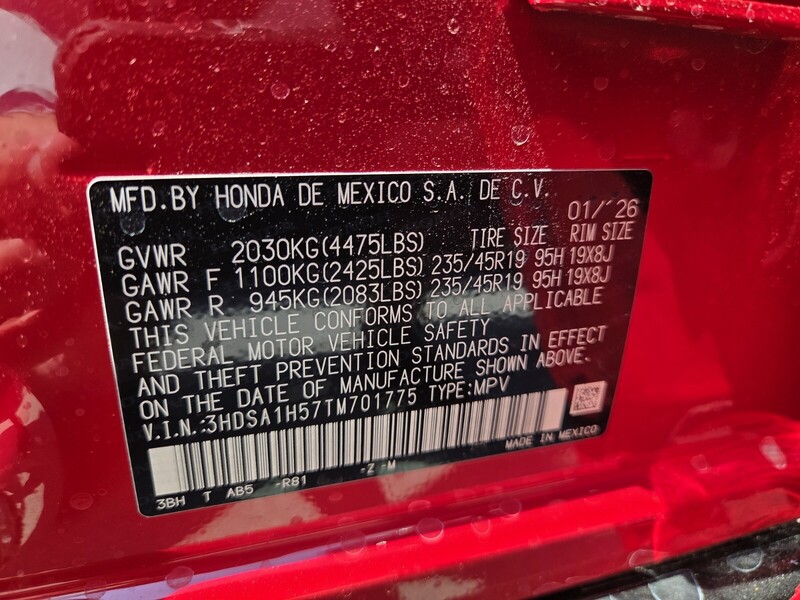 MFD.BY HONDA DE MEXICO S.A. DE C.V.
01/'26
GVWR 2030KG(4475LBS) TIRE SIZE RIM SIZE
GAWR F 1100KG(2425LBS) 235/45R19 95H 19X8J
GAWR R 945KG(2083LBS) 235/45R19 95H 19X8J
THIS VEHICLE CONFORMS TO ALL APPLICABLE
FEDERAL MOTOR VEHICLE SAFETY
AND THEFT PREVENTION STANDARDS IN EFFECT
ON THE DATE OF MANUFACTURE SHOWN ABOVE.
V.I.N.:3HDSA1H57TM701775 TYPE:MPV
MADE IN MEXICO
3BH T AB5 -R81 -Z -M